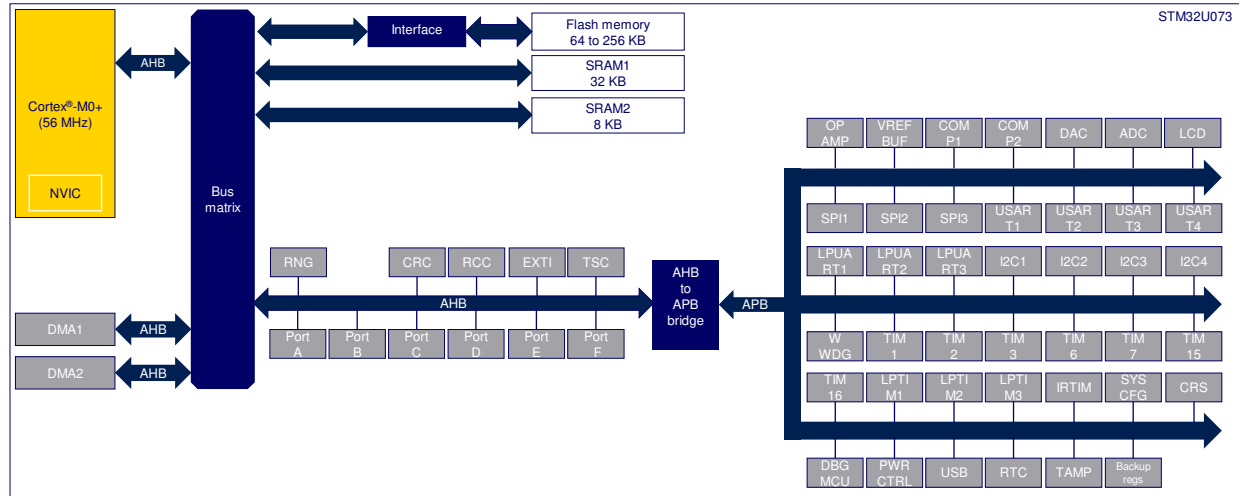 STM32U073
Cortex®-M0+
(56 MHz)
NVIC
AHB
Bus
matrix
Interface
Flash memory
64 to 256 KB
SRAM1
32 KB
SRAM2
8 KB
DMA1
AHB
DMA2
AHB
RNG
CRC
RCC
EXTI
TSC
AHB
Port
A
Port
B
Port
C
Port
D
Port
E
Port
F
AHB
to
APB
bridge
APB
OP
AMP
VREF
BUF
COM
P1
COM
P2
DAC
ADC
LCD
SPI1
SPI2
SPI3
USAR
T1
USAR
T2
USAR
T3
USAR
T4
LPUA
RT1
LPUA
RT2
LPUA
RT3
I2C1
I2C2
I2C3
I2C4
W
WDG
TIM
1
TIM
2
TIM
3
TIM
6
TIM
7
TIM
15
TIM
16
LPTI
M1
LPTI
M2
LPTI
M3
IRTIM
SYS
CFG
CRS
DBG
MCU
PWR
CTRL
USB
RTC
TAMP
Backup
regs